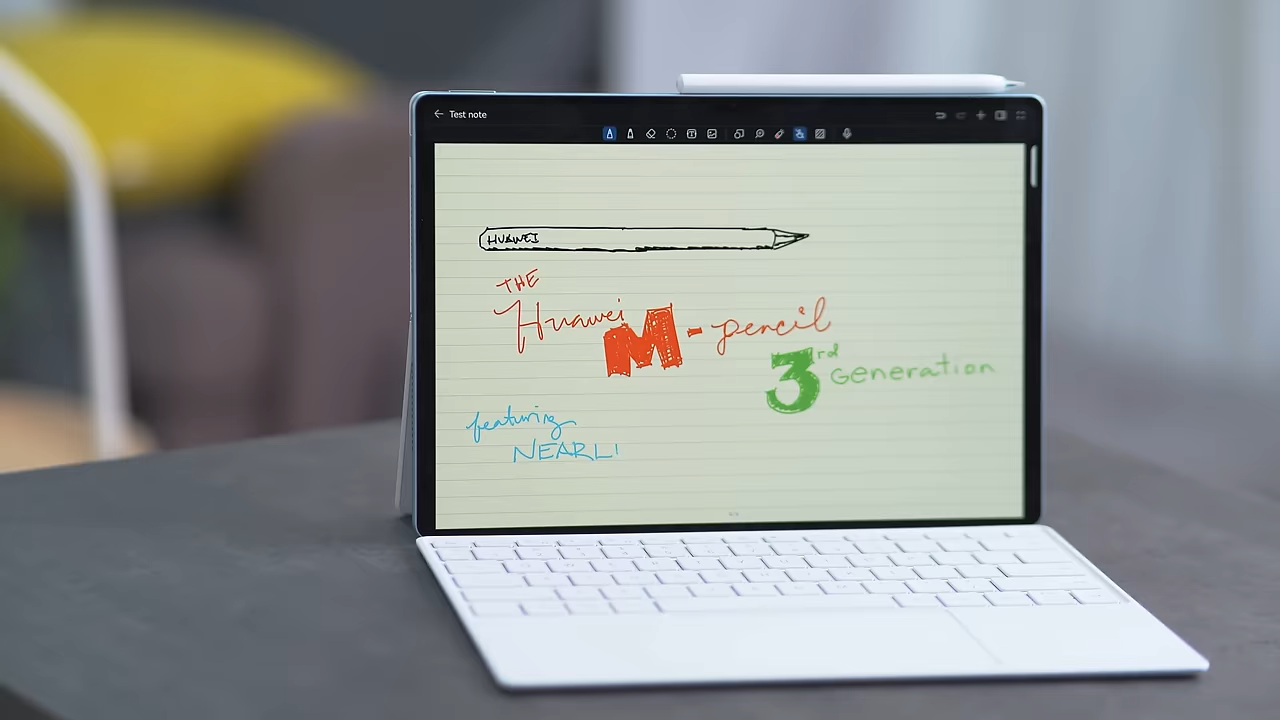 Test note
HUAWEI
THE
Huawei
M-pencil
3rd Generation
featuring
NEARLI